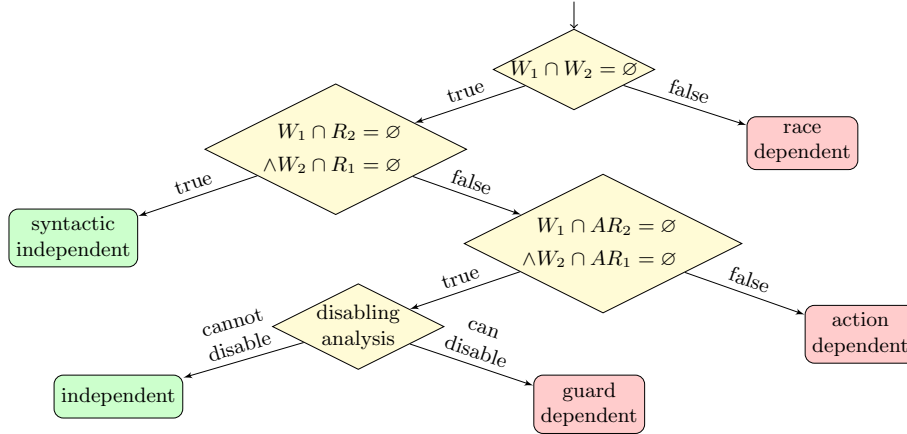 W₁ ∩ W₂ = ∅
true
false
W₁ ∩ R₂ = ∅
∧W₂ ∩ R₁ = ∅
race
dependent
true
false
syntactic
independent
W₁ ∩ AR₂ = ∅
∧W₂ ∩ AR₁ = ∅
true
false
disabling
analysis
action
dependent
cannot
disable
can
disable
independent
guard
dependent